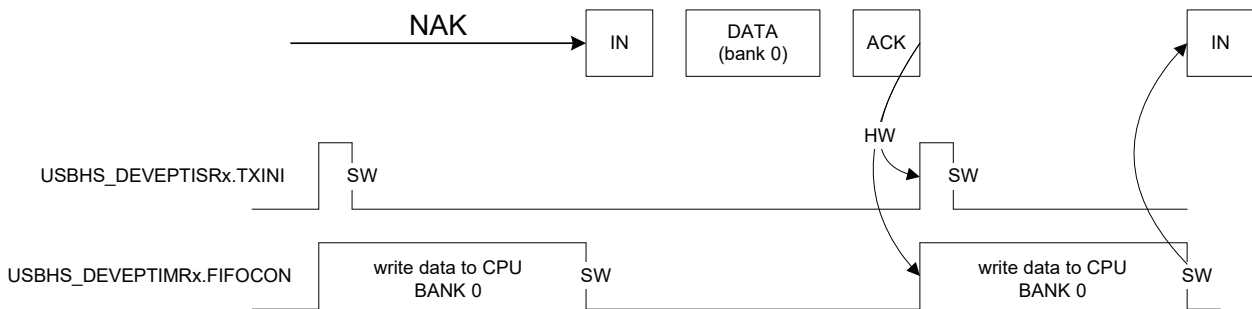 NAK
IN
DATA
(bank 0)
ACK
IN
HW
USBHS_DEVEPTISRx.TXINI
SW
SW
USBHS_DEVEPTIMRx.FIFOCON
write data to CPU
BANK 0
SW
write data to CPU
BANK 0
SW